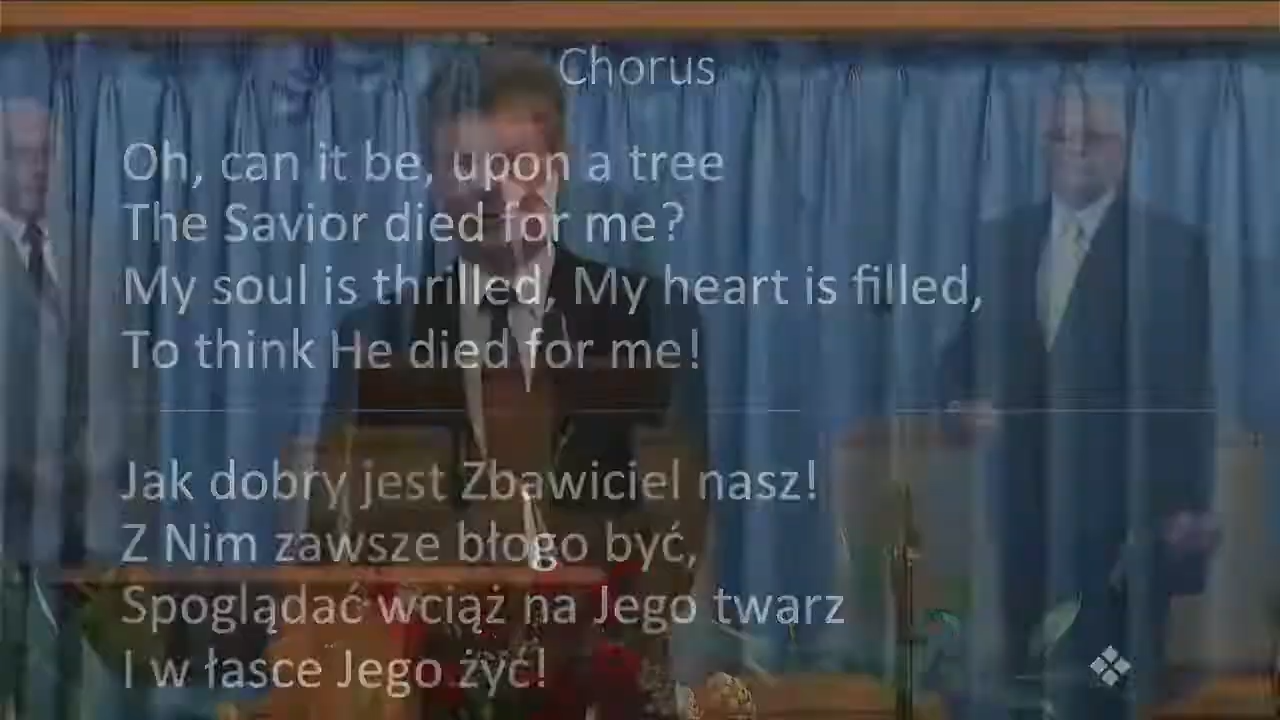 Chorus
Oh, can it be, upon a tree
The Savior died for me?
My soul is thrilled, My heart is filled,
To think He died for me!
Jak dobry jest Zbawiciel nasz!
Z Nim zawsze błogo być,
Spoglądać wciąż na Jego twarz
I w łasce Jego żyć!